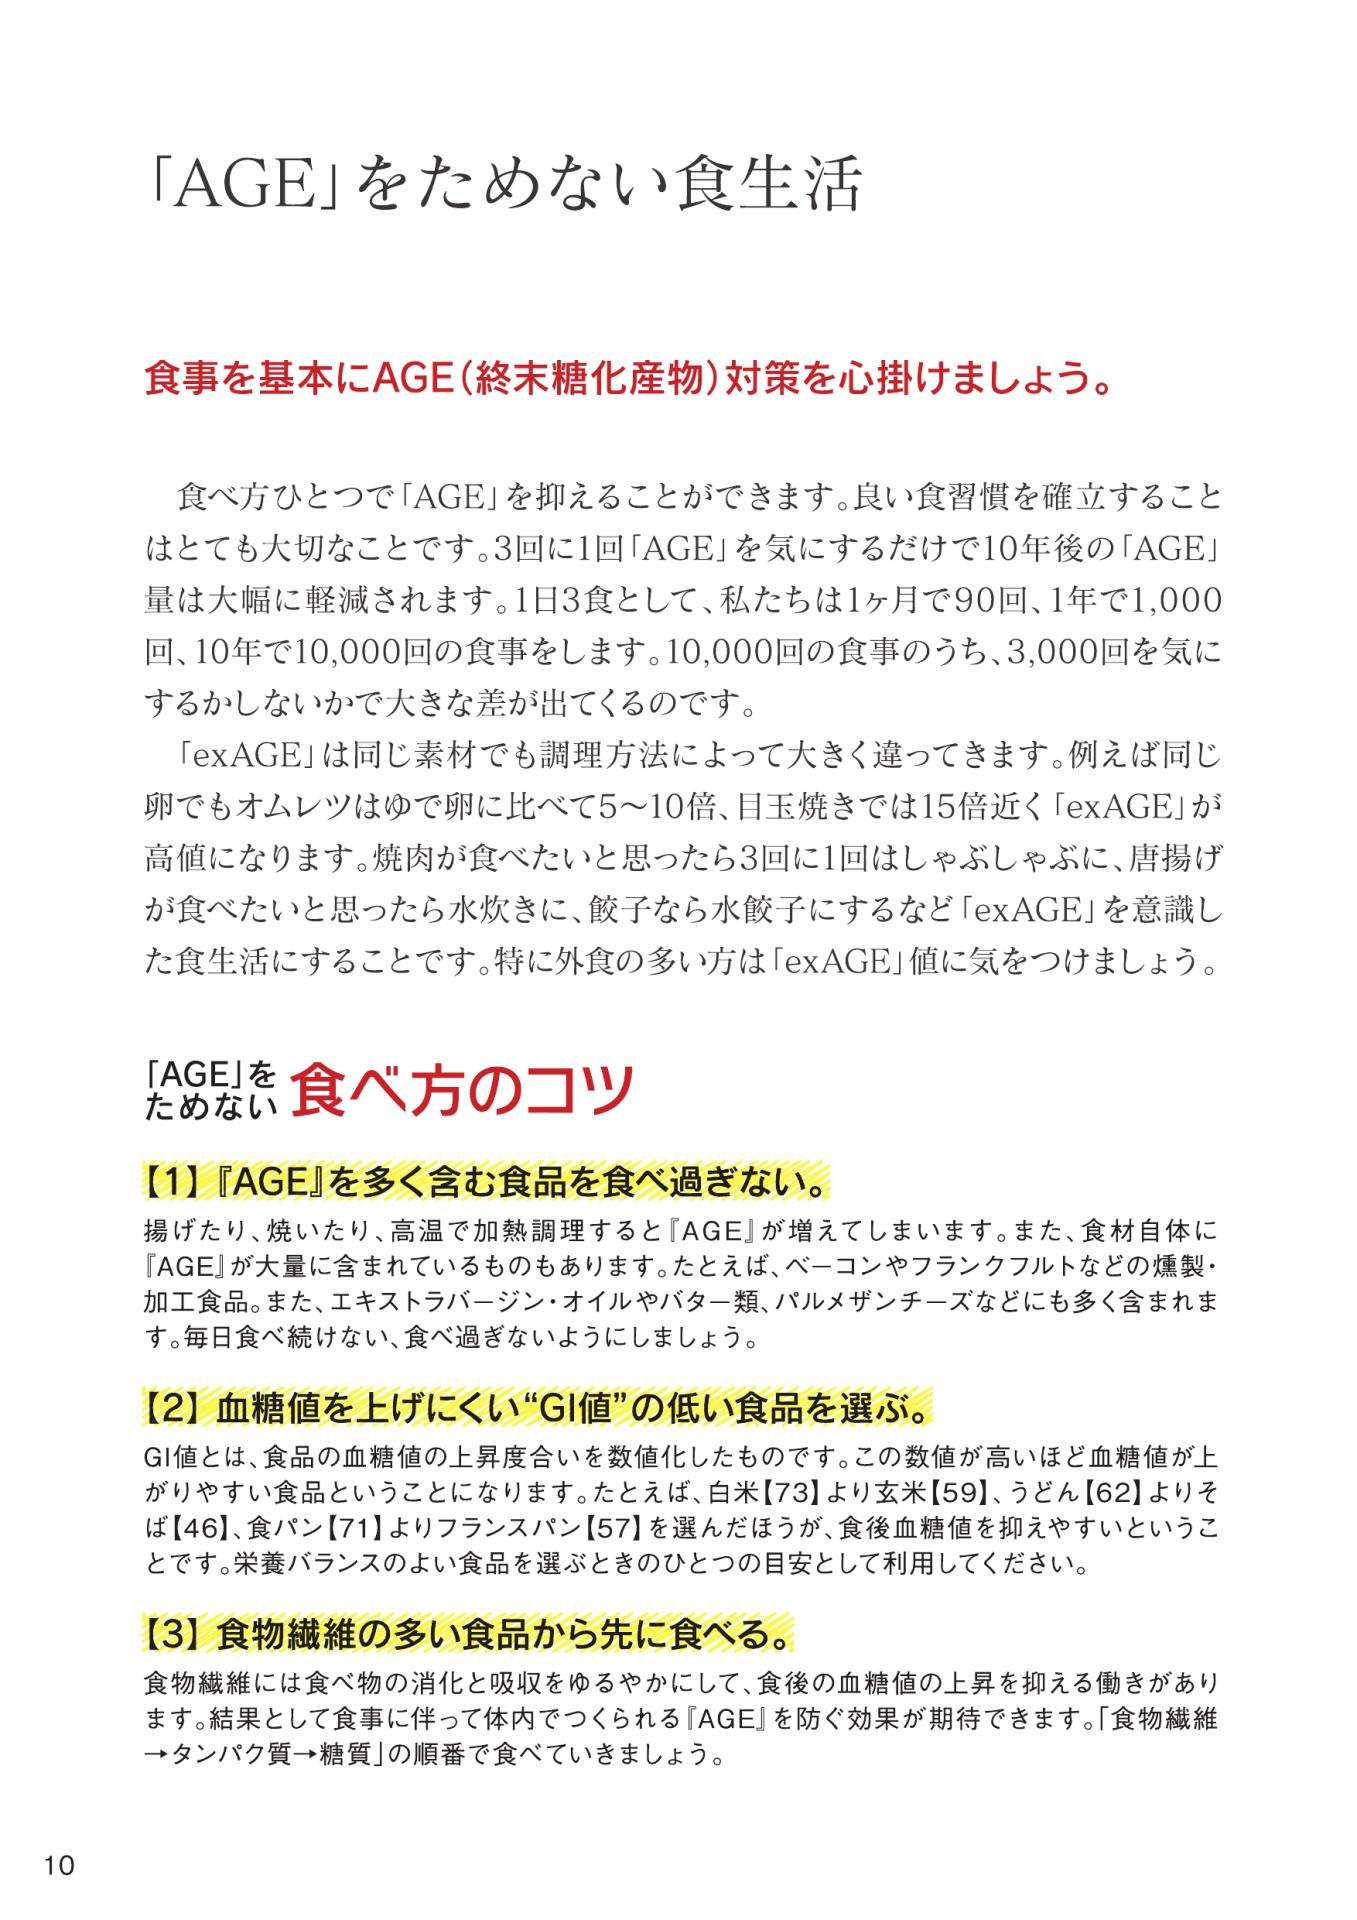 「AGE」をためない食生活
食事を基本にAGE（終末糖化産物）対策を心掛けましょう。
　食べ方ひとつで「AGE」を抑えることができます。良い食習慣を確立すること
はとても大切なことです。3回に1回「AGE」を気にするだけで10年後の「AGE」
量は大幅に軽減されます。1日3食として、私たちは1ヶ月で90回、1年で1,000
回、10年で10,000回の食事をします。10,000回の食事のうち、3,000回を気に
するかしないかで大きな差が出てくるのです。
　「exAGE」は同じ素材でも調理方法によって大きく違ってきます。例えば同じ
卵でもオムレツはゆで卵に比べて5〜10倍、目玉焼きでは15倍近く「exAGE」が
高値になります。焼肉が食べたいと思ったら3回に1回はしゃぶしゃぶに、唐揚げ
が食べたいと思ったら水炊きに、餃子なら水餃子にするなど「exAGE」を意識し
た食生活にすることです。特に外食の多い方は「exAGE」値に気をつけましょう。
「AGE」を
ためない 食べ方のコツ
【1】『AGE』を多く含む食品を食べ過ぎない。
揚げたり、焼いたり、高温で加熱調理すると『AGE』が増えてしまいます。また、食材自体に
『AGE』が大量に含まれているものもあります。たとえば、ベーコンやフランクフルトなどの燻製・
加工食品。また、エキストラバージン・オイルやバター類、パルメザンチーズなどにも多く含まれま
す。毎日食べ続けない、食べ過ぎないようにしましょう。
【2】血糖値を上げにくい“GI値”の低い食品を選ぶ。
GI値とは、食品の血糖値の上昇度合いを数値化したものです。この数値が高いほど血糖値が上
がりやすい食品ということになります。たとえば、白米【73】より玄米【59】、うどん【62】よりそ
ば【46】、食パン【71】よりフランスパン【57】を選んだほうが、食後血糖値を抑えやすいというこ
とです。栄養バランスのよい食品を選ぶときのひとつの目安として利用してください。
【3】食物繊維の多い食品から先に食べる。
食物繊維には食べ物の消化と吸収をゆるやかにして、食後の血糖値の上昇を抑える働きがあり
ます。結果として食事に伴って体内でつくられる『AGE』を防ぐ効果が期待できます。「食物繊維
→タンパク質→糖質」の順番で食べていきましょう。
10